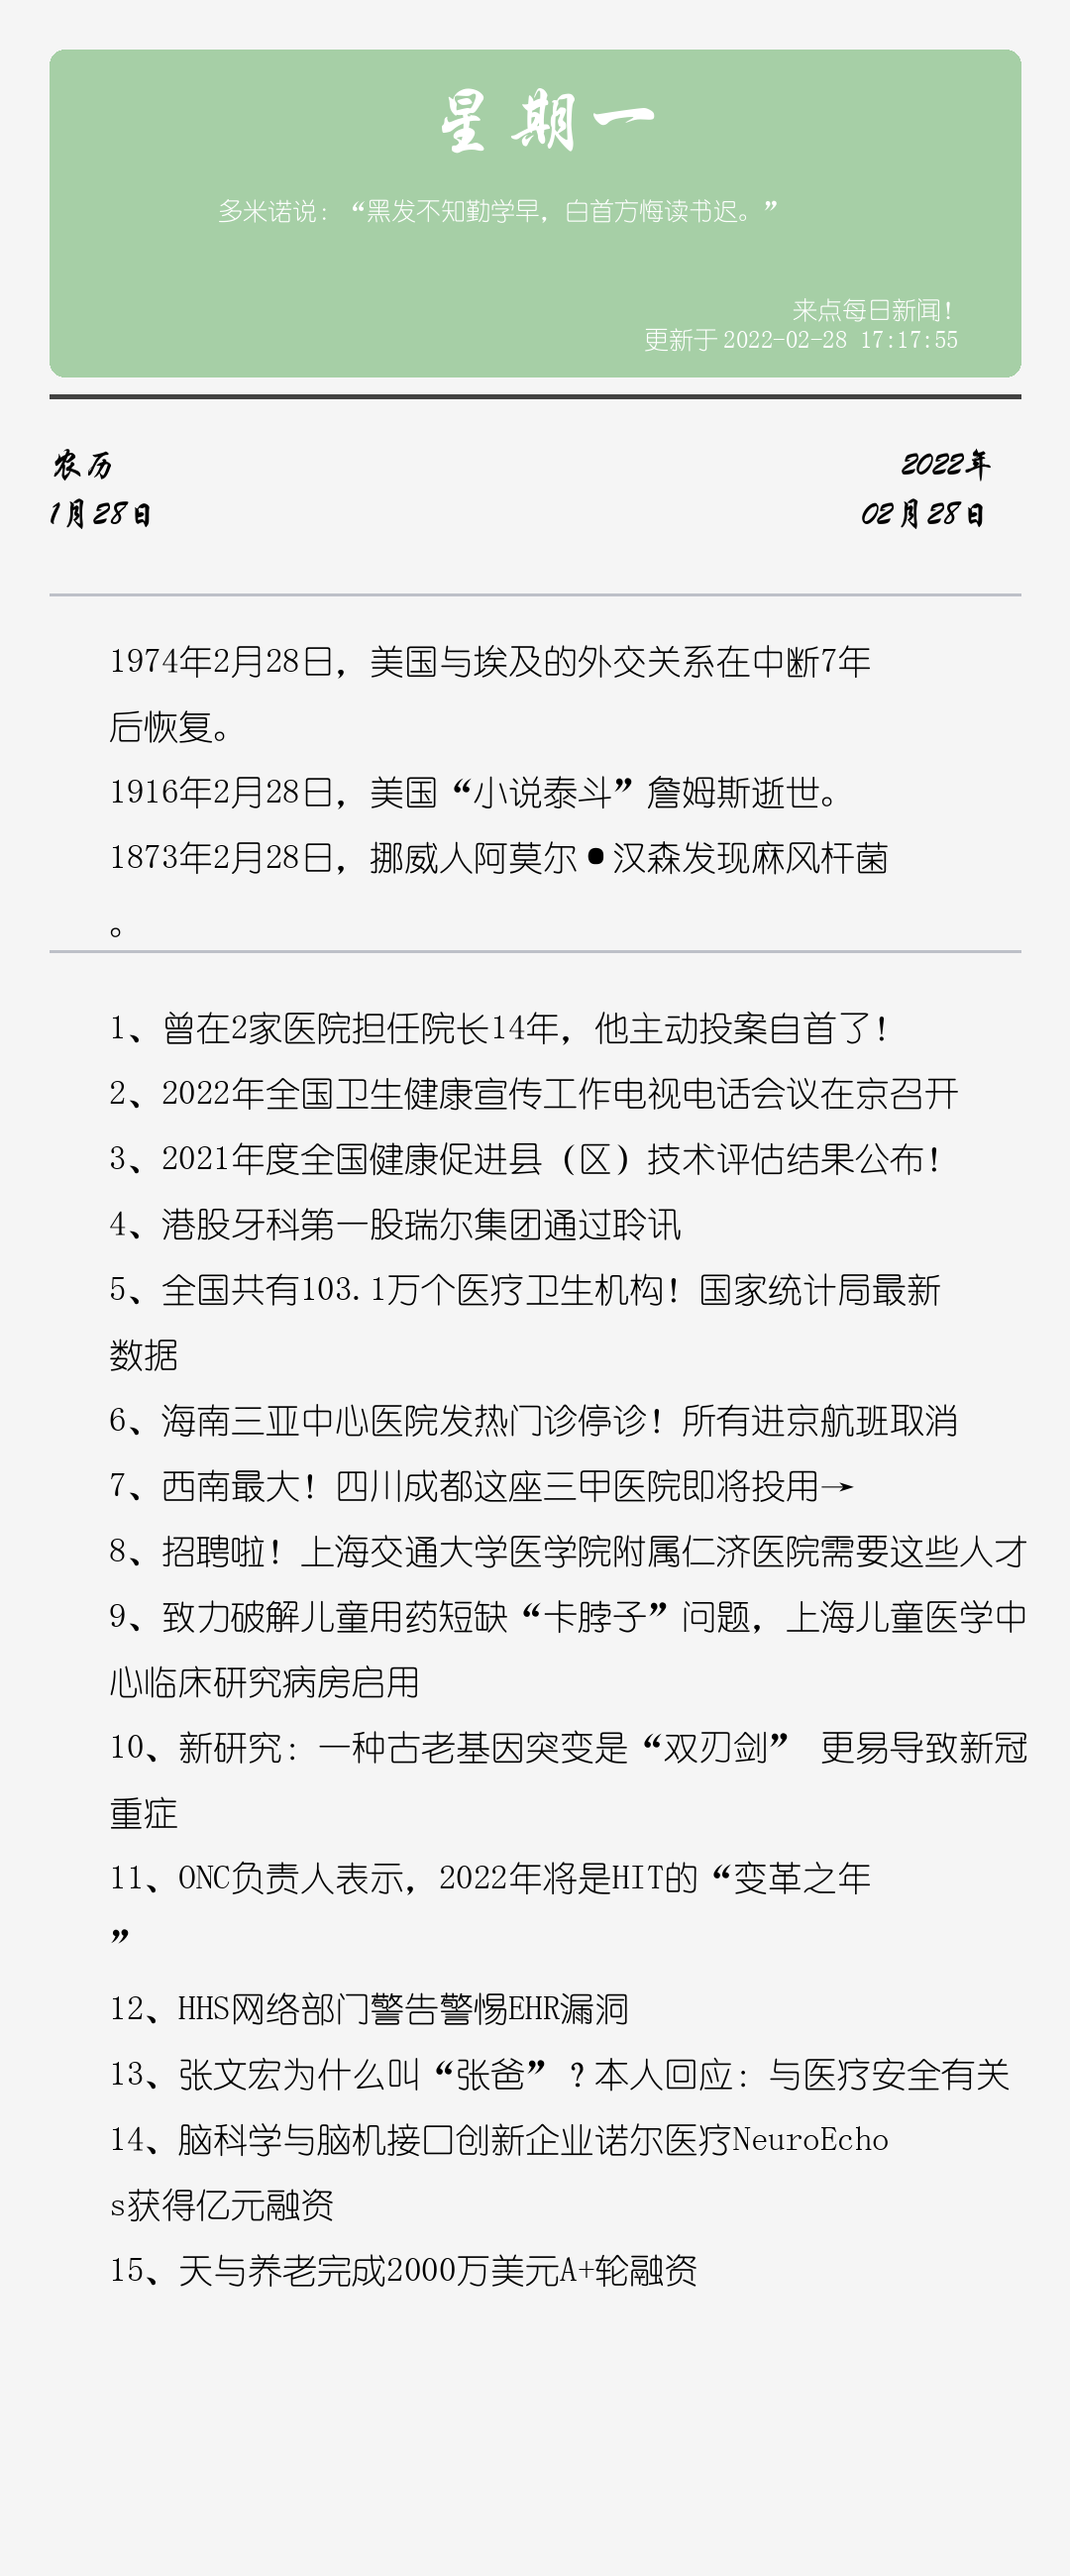 星期一
多米诺说：“黑发不知勤学早，白首方悔读书迟。”
来点每日新闻！
更新于 2022-02-28 17:17:55
农历
2022年
1月28日
02月28日
1974年2月28日，美国与埃及的外交关系在中断7年
后恢复。
1916年2月28日，美国“小说泰斗”詹姆斯逝世。
1873年2月28日，挪威人阿莫尔•汉森发现麻风杆菌
。
1、曾在2家医院担任院长14年，他主动投案自首了！
2、2022年全国卫生健康宣传工作电视电话会议在京召开
3、2021年度全国健康促进县（区）技术评估结果公布！
4、港股牙科第一股瑞尔集团通过聆讯
5、全国共有103.1万个医疗卫生机构！国家统计局最新
数据
6、海南三亚中心医院发热门诊停诊！所有进京航班取消
7、西南最大！四川成都这座三甲医院即将投用→
8、招聘啦！上海交通大学医学院附属仁济医院需要这些人才
9、致力破解儿童用药短缺“卡脖子”问题，上海儿童医学中
心临床研究病房启用
10、新研究：一种古老基因突变是“双刃剑” 更易导致新冠
重症
11、ONC负责人表示，2022年将是HIT的“变革之年
”
12、HHS网络部门警告警惕EHR漏洞
13、张文宏为什么叫“张爸”？本人回应：与医疗安全有关
14、脑科学与脑机接口创新企业诺尔医疗NeuroEcho
s获得亿元融资
15、天与养老完成2000万美元A+轮融资